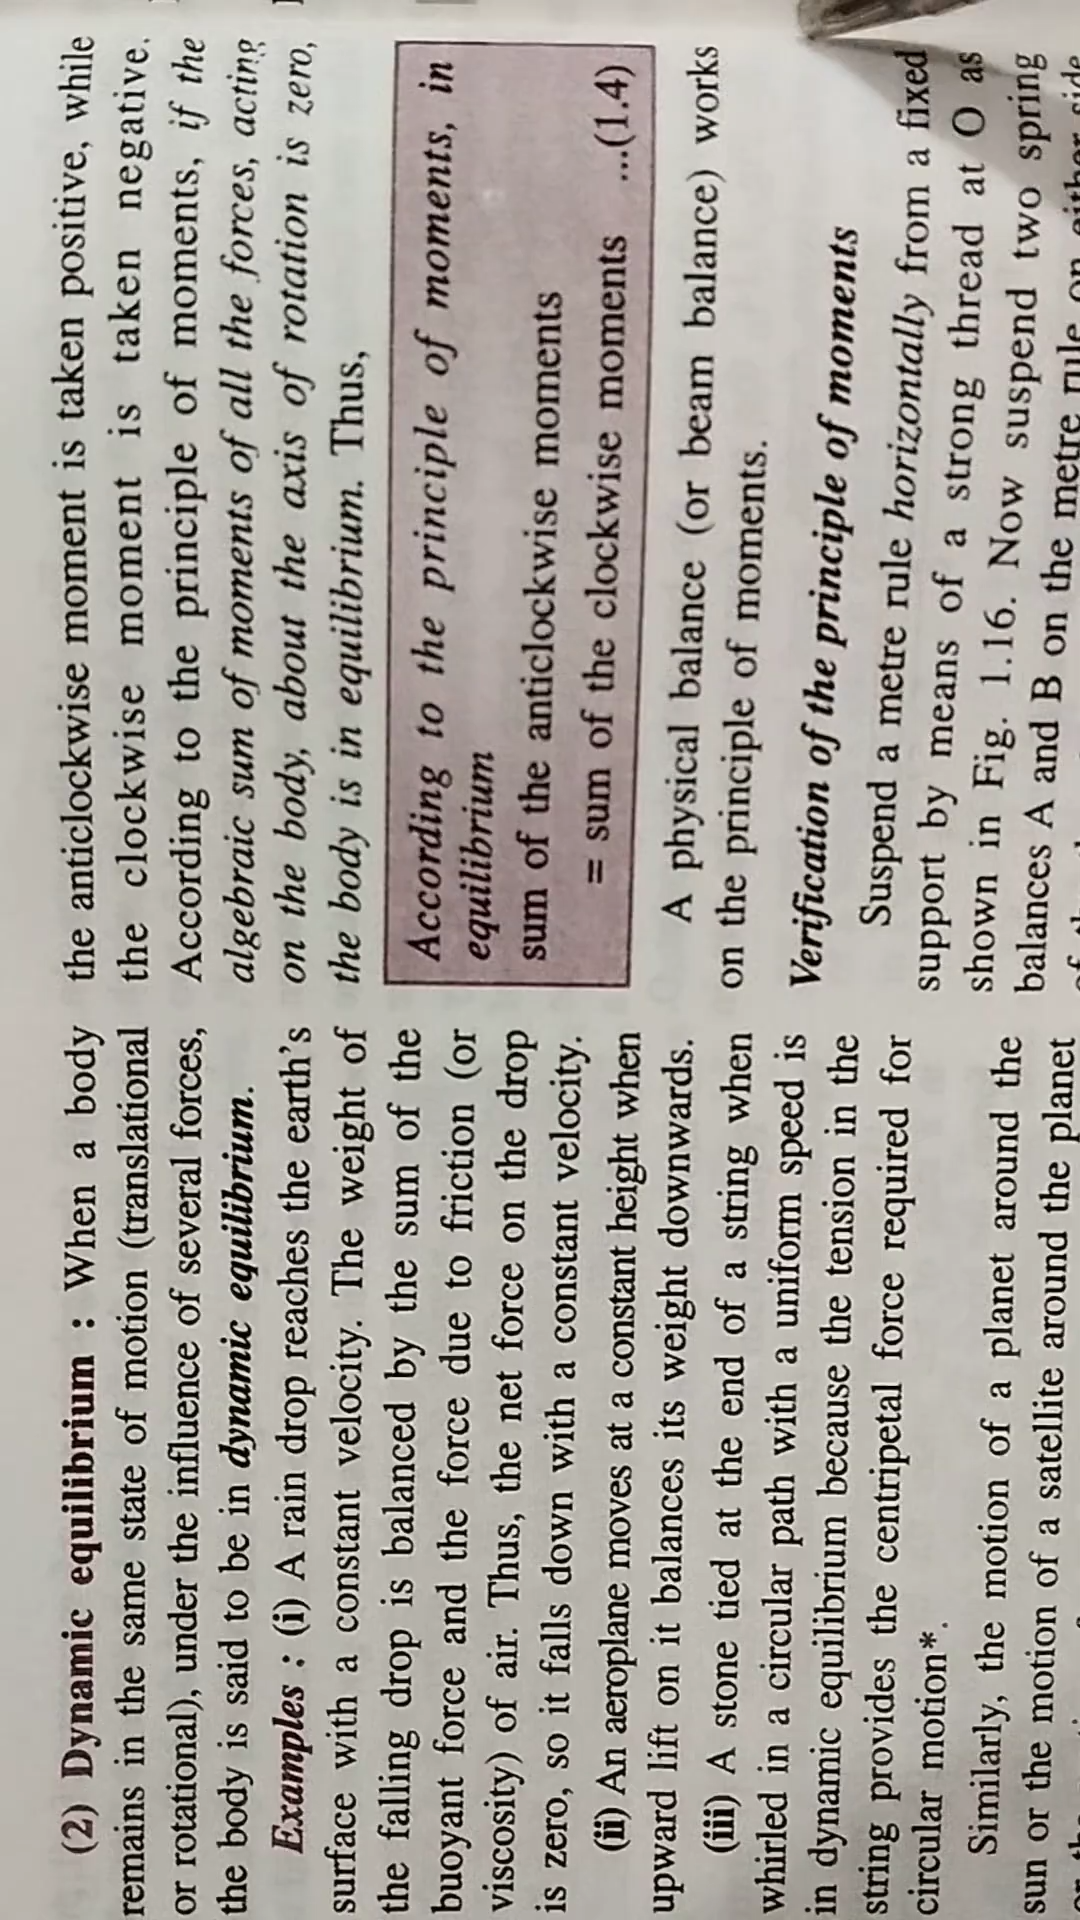 (2) Dynamic equilibrium : When a body
remains in the same state of motion (translational
or rotational), under the influence of several forces,
the body is said to be in dynamic equilibrium.
Examples : (i) A rain drop reaches the earth's
surface with a constant velocity. The weight of
the falling drop is balanced by the sum of the
buoyant force and the force due to friction (or
viscosity) of air. Thus, the net force on the drop
is zero, so it falls down with a constant velocity.
(ii) An aeroplane moves at a constant height when
upward lift on it balances its weight downwards.
(iii) A stone tied at the end of a string when
whirled in a circular path with a uniform speed is
in dynamic equilibrium because the tension in the
string provides the centripetal force required for
circular motion*.
Similarly, the motion of a planet around the
sun or the motion of a satellite around the planet
the anticlockwise moment is taken positive, while
the clockwise moment is taken negative.
According to the principle of moments, if the
algebraic sum of moments of all the forces, acting
on the body, about the axis of rotation is zero,
the body is in equilibrium. Thus,
According to the principle of moments, in
equilibrium
sum of the anticlockwise moments
= sum of the clockwise moments ...(1.4)
A physical balance (or beam balance) works
on the principle of moments.
Verification of the principle of moments
Suspend a metre rule horizontally from a fixed
support by means of a strong thread at O as
shown in Fig. 1.16. Now suspend two spring
balances A and B on the metre rule on either side